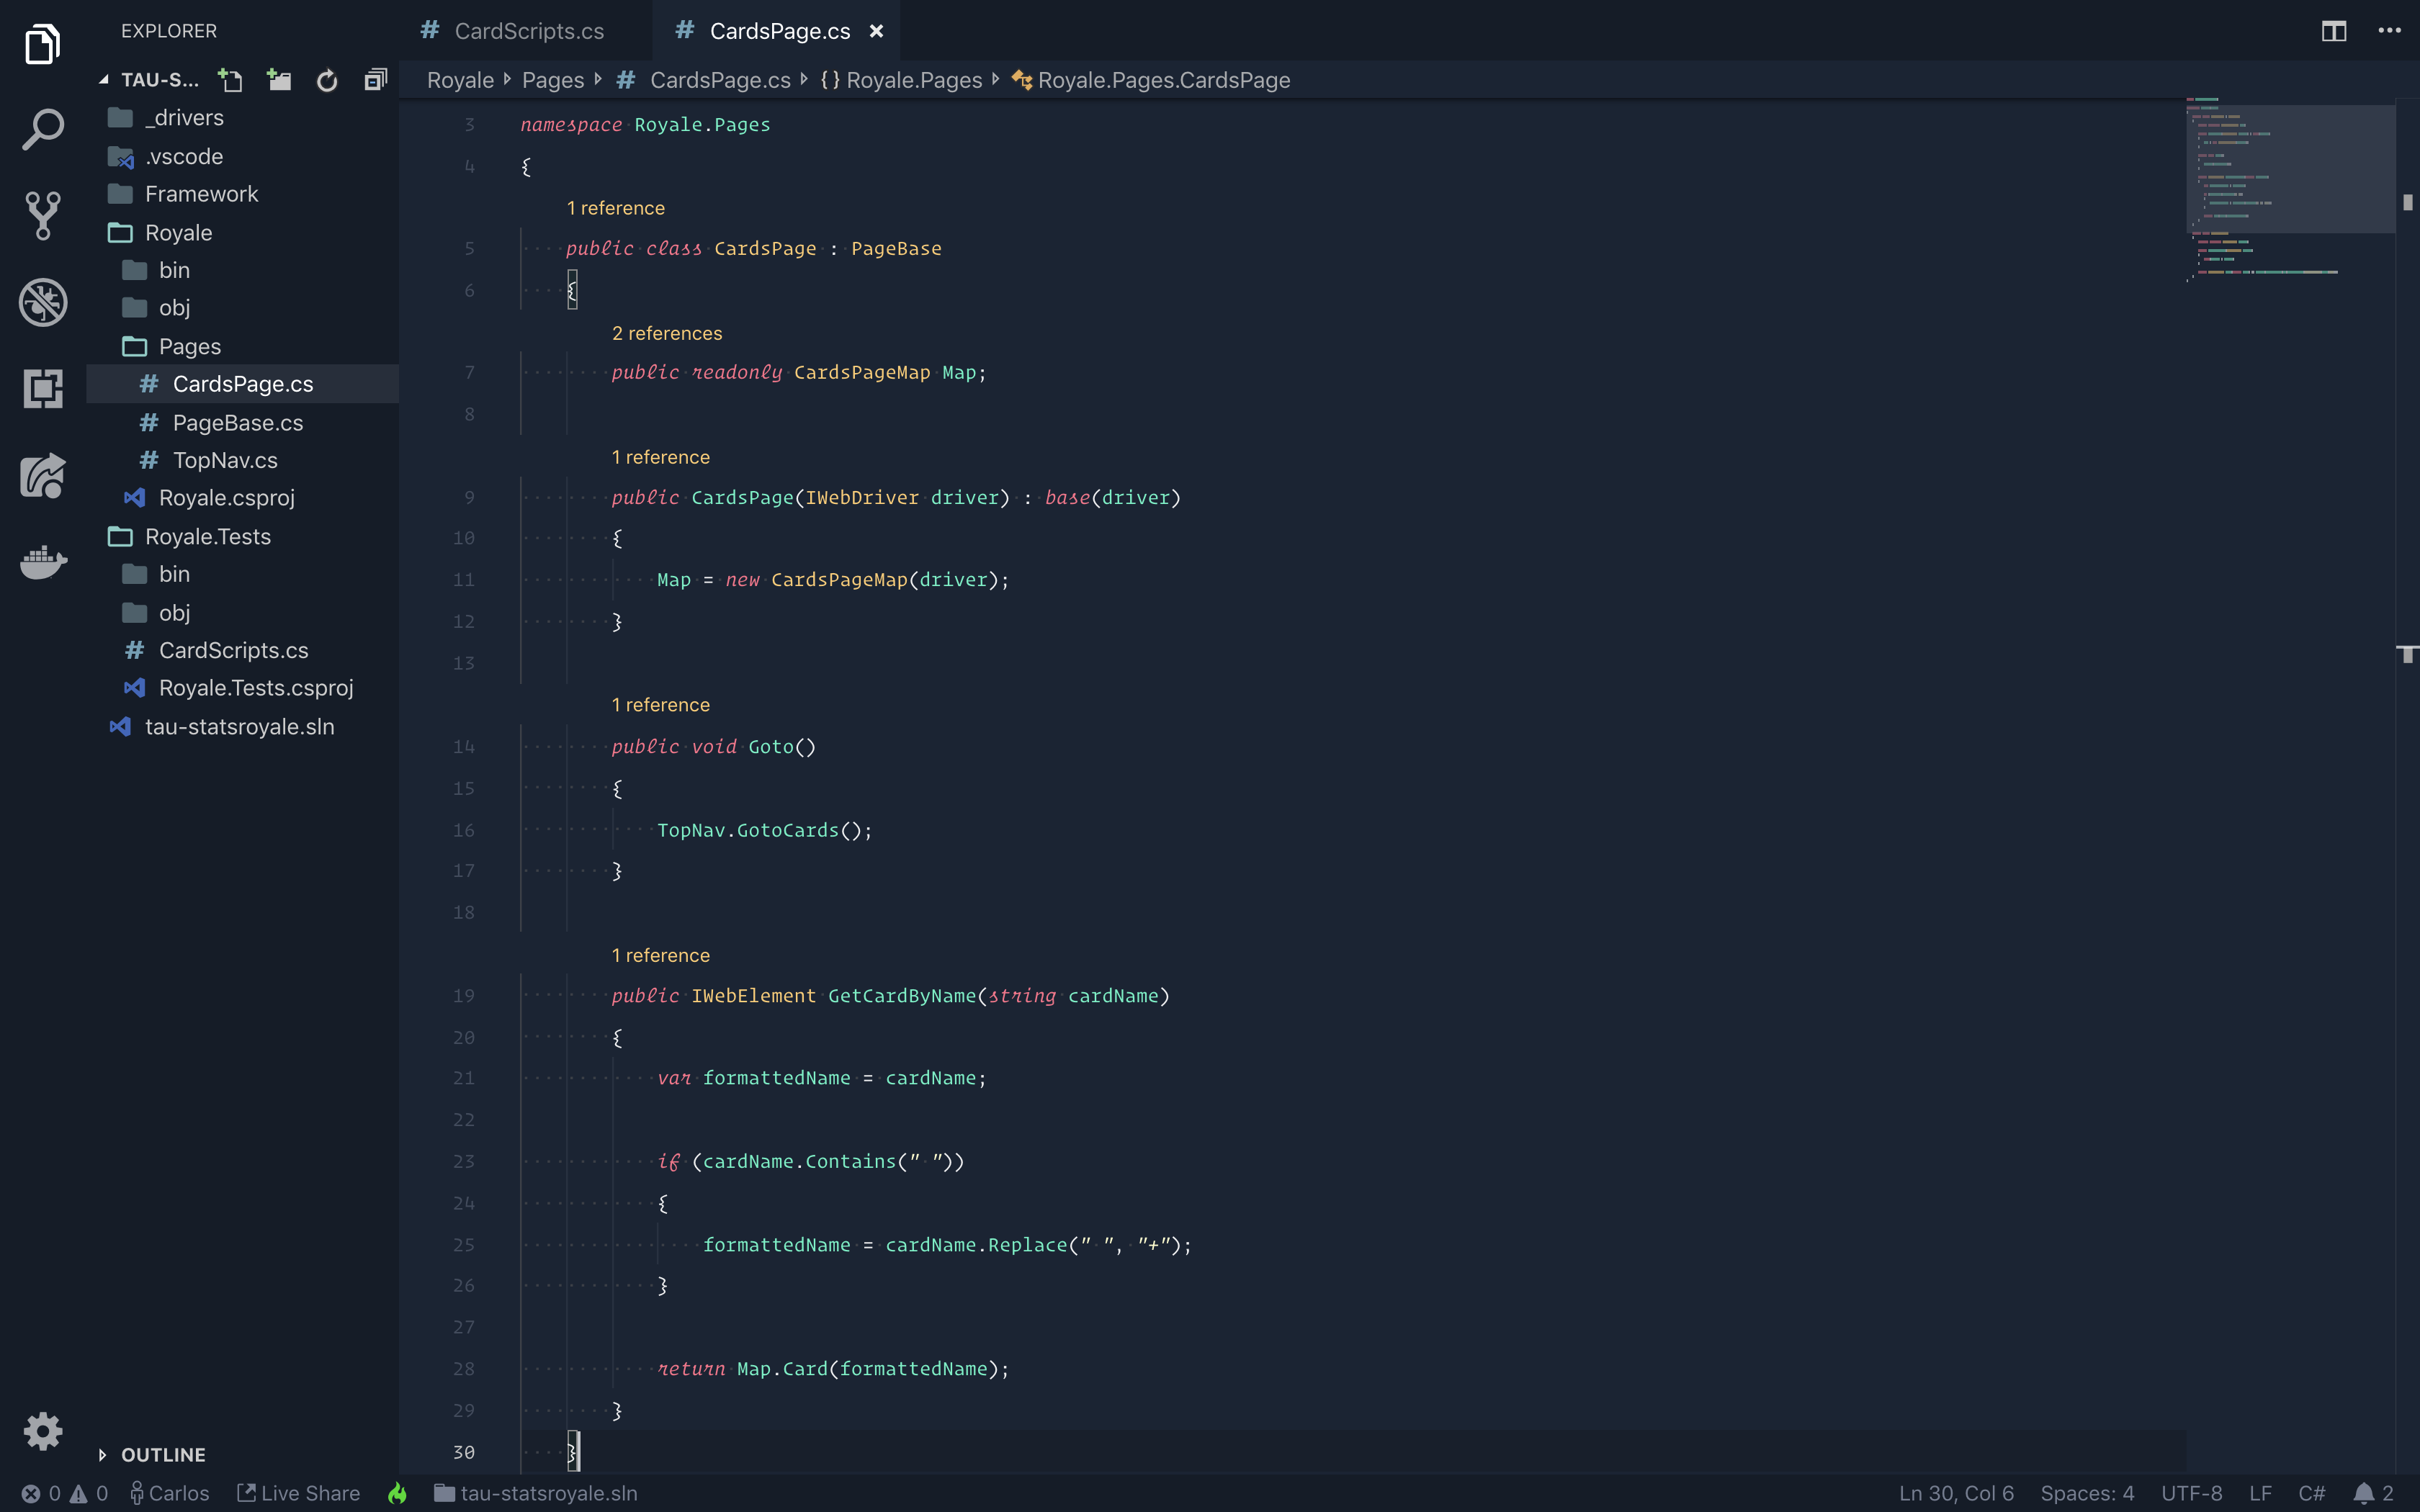 EXPLORER
TAU-S...
_drivers
.vscode
Framework
Royale
bin
obj
Pages
# CardsPage.cs
# PageBase.cs
# TopNav.cs
Royale.csproj
Royale.Tests
bin
obj
# CardScripts.cs
Royale.Tests.csproj
tau-statsroyale.sln
OUTLINE
# CardScripts.cs
# CardsPage.cs ×
Royale Pages # CardsPage.cs {} Royale.Pages Royale.Pages.CardsPage
3 namespace Royale.Pages
4 {
1 reference
5 public class CardsPage : PageBase
6 {
2 references
7 public readonly CardsPageMap Map;
8
1 reference
9 public CardsPage(IWebDriver driver) : base(driver)
10 {
11 Map = new CardsPageMap(driver);
12 }
13
1 reference
14 public void Goto()
15 {
16 TopNav.GotoCards();
17 }
18
1 reference
19 public IWebElement GetCardByName(string cardName)
20 {
21 var formattedName = cardName;
22
23 if (cardName.Contains(" "))
24 {
25 formattedName = cardName.Replace(" ", "+");
26 }
27
28 return Map.Card(formattedName);
29 }
30 }
0 0 Carlos Live Share tau-statsroyale.sln Ln 30, Col 6 Spaces: 4 UTF-8 LF C# 2